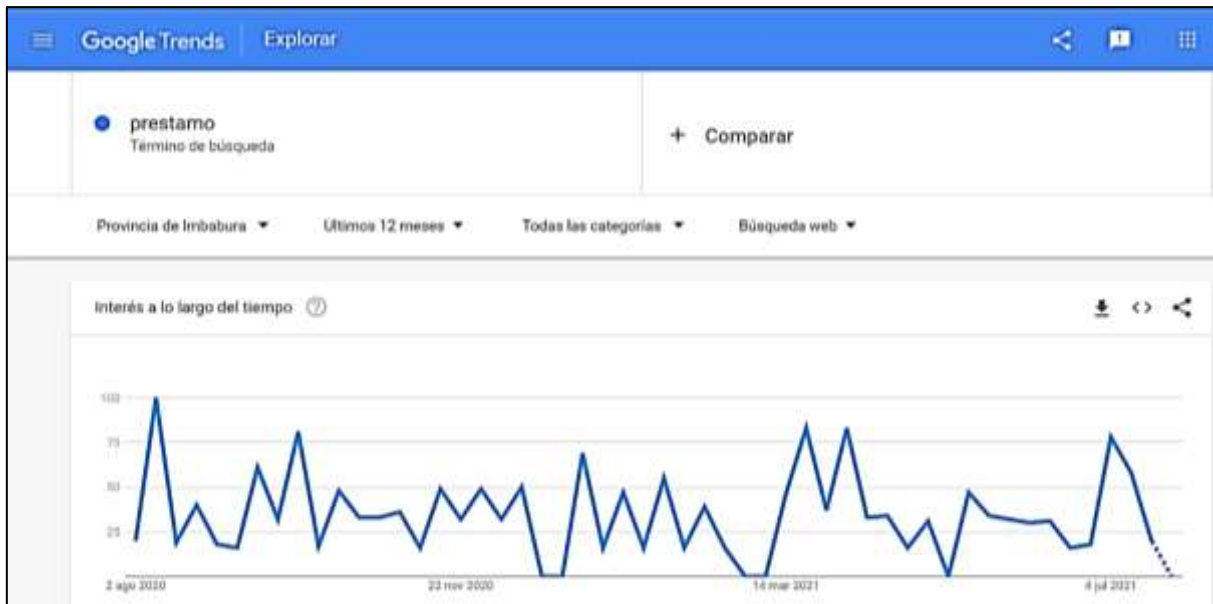 Google Trends Explorar
prestamo
Término de búsqueda
+ Comparar
Provincia de Imbabura
Últimos 12 meses
Todas las categorías
Búsqueda web
Interés a lo largo del tiempo
100
75
50
25
2 ago 2020
22 nov 2020
14 mar 2021
4 jul 2021